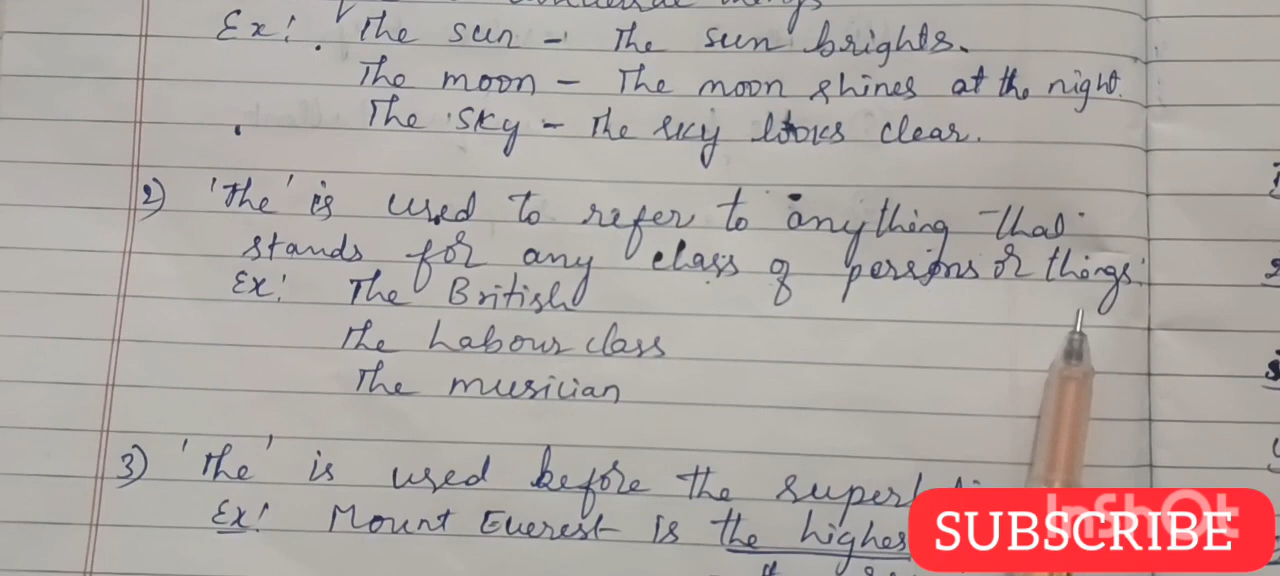 things
Ex: The sun - The sun brights.
The moon - The moon shines at the night.
The sky - The sky looks clear.
2) 'The' is used to refer to anything that
stands for any class of persons or things.
Ex: The British
The Labour class
The musician
3) 'The' is used before the
Ex: Mount Everest is the highes
InShOt
SUBSCRIBE